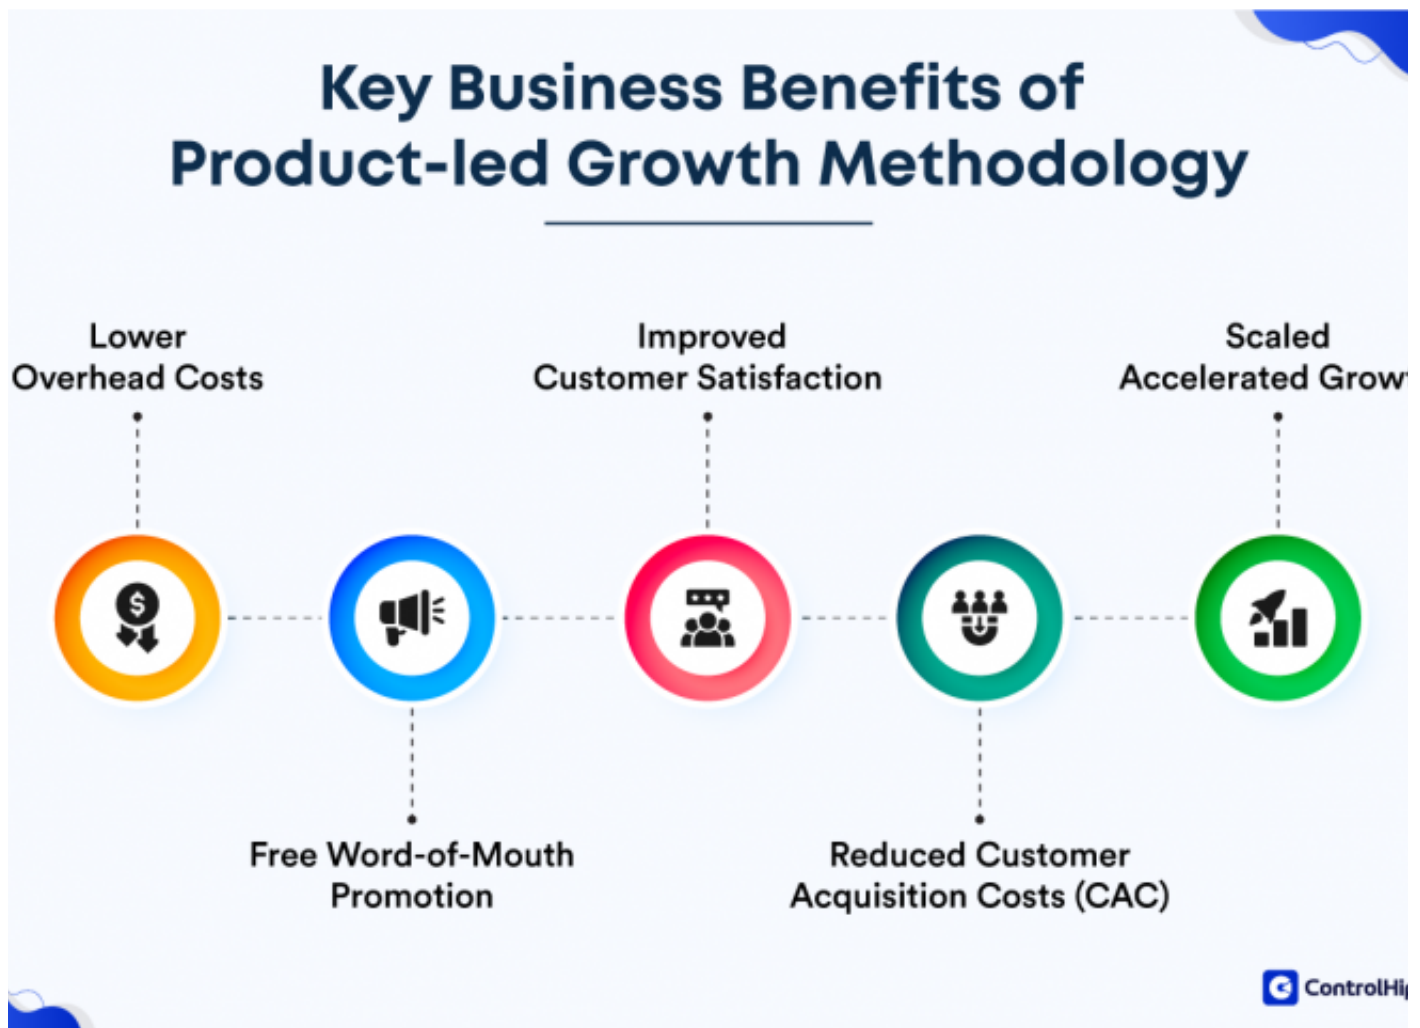 Key Business Benefits of
Product-led Growth Methodology
Lower
Overhead Costs
Improved
Customer Satisfaction
Scaled
Accelerated
$
Free Word-of-Mouth
Promotion
Reduced Customer
Acquisition Costs (CAC)